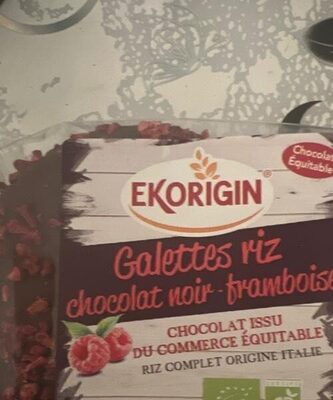 Chocolat
Équitable
EKORIGIN®
Galettes riz
chocolat noir - framboise
CHOCOLAT ISSU
DU COMMERCE ÉQUITABLE
RIZ COMPLET ORIGINE ITALIE